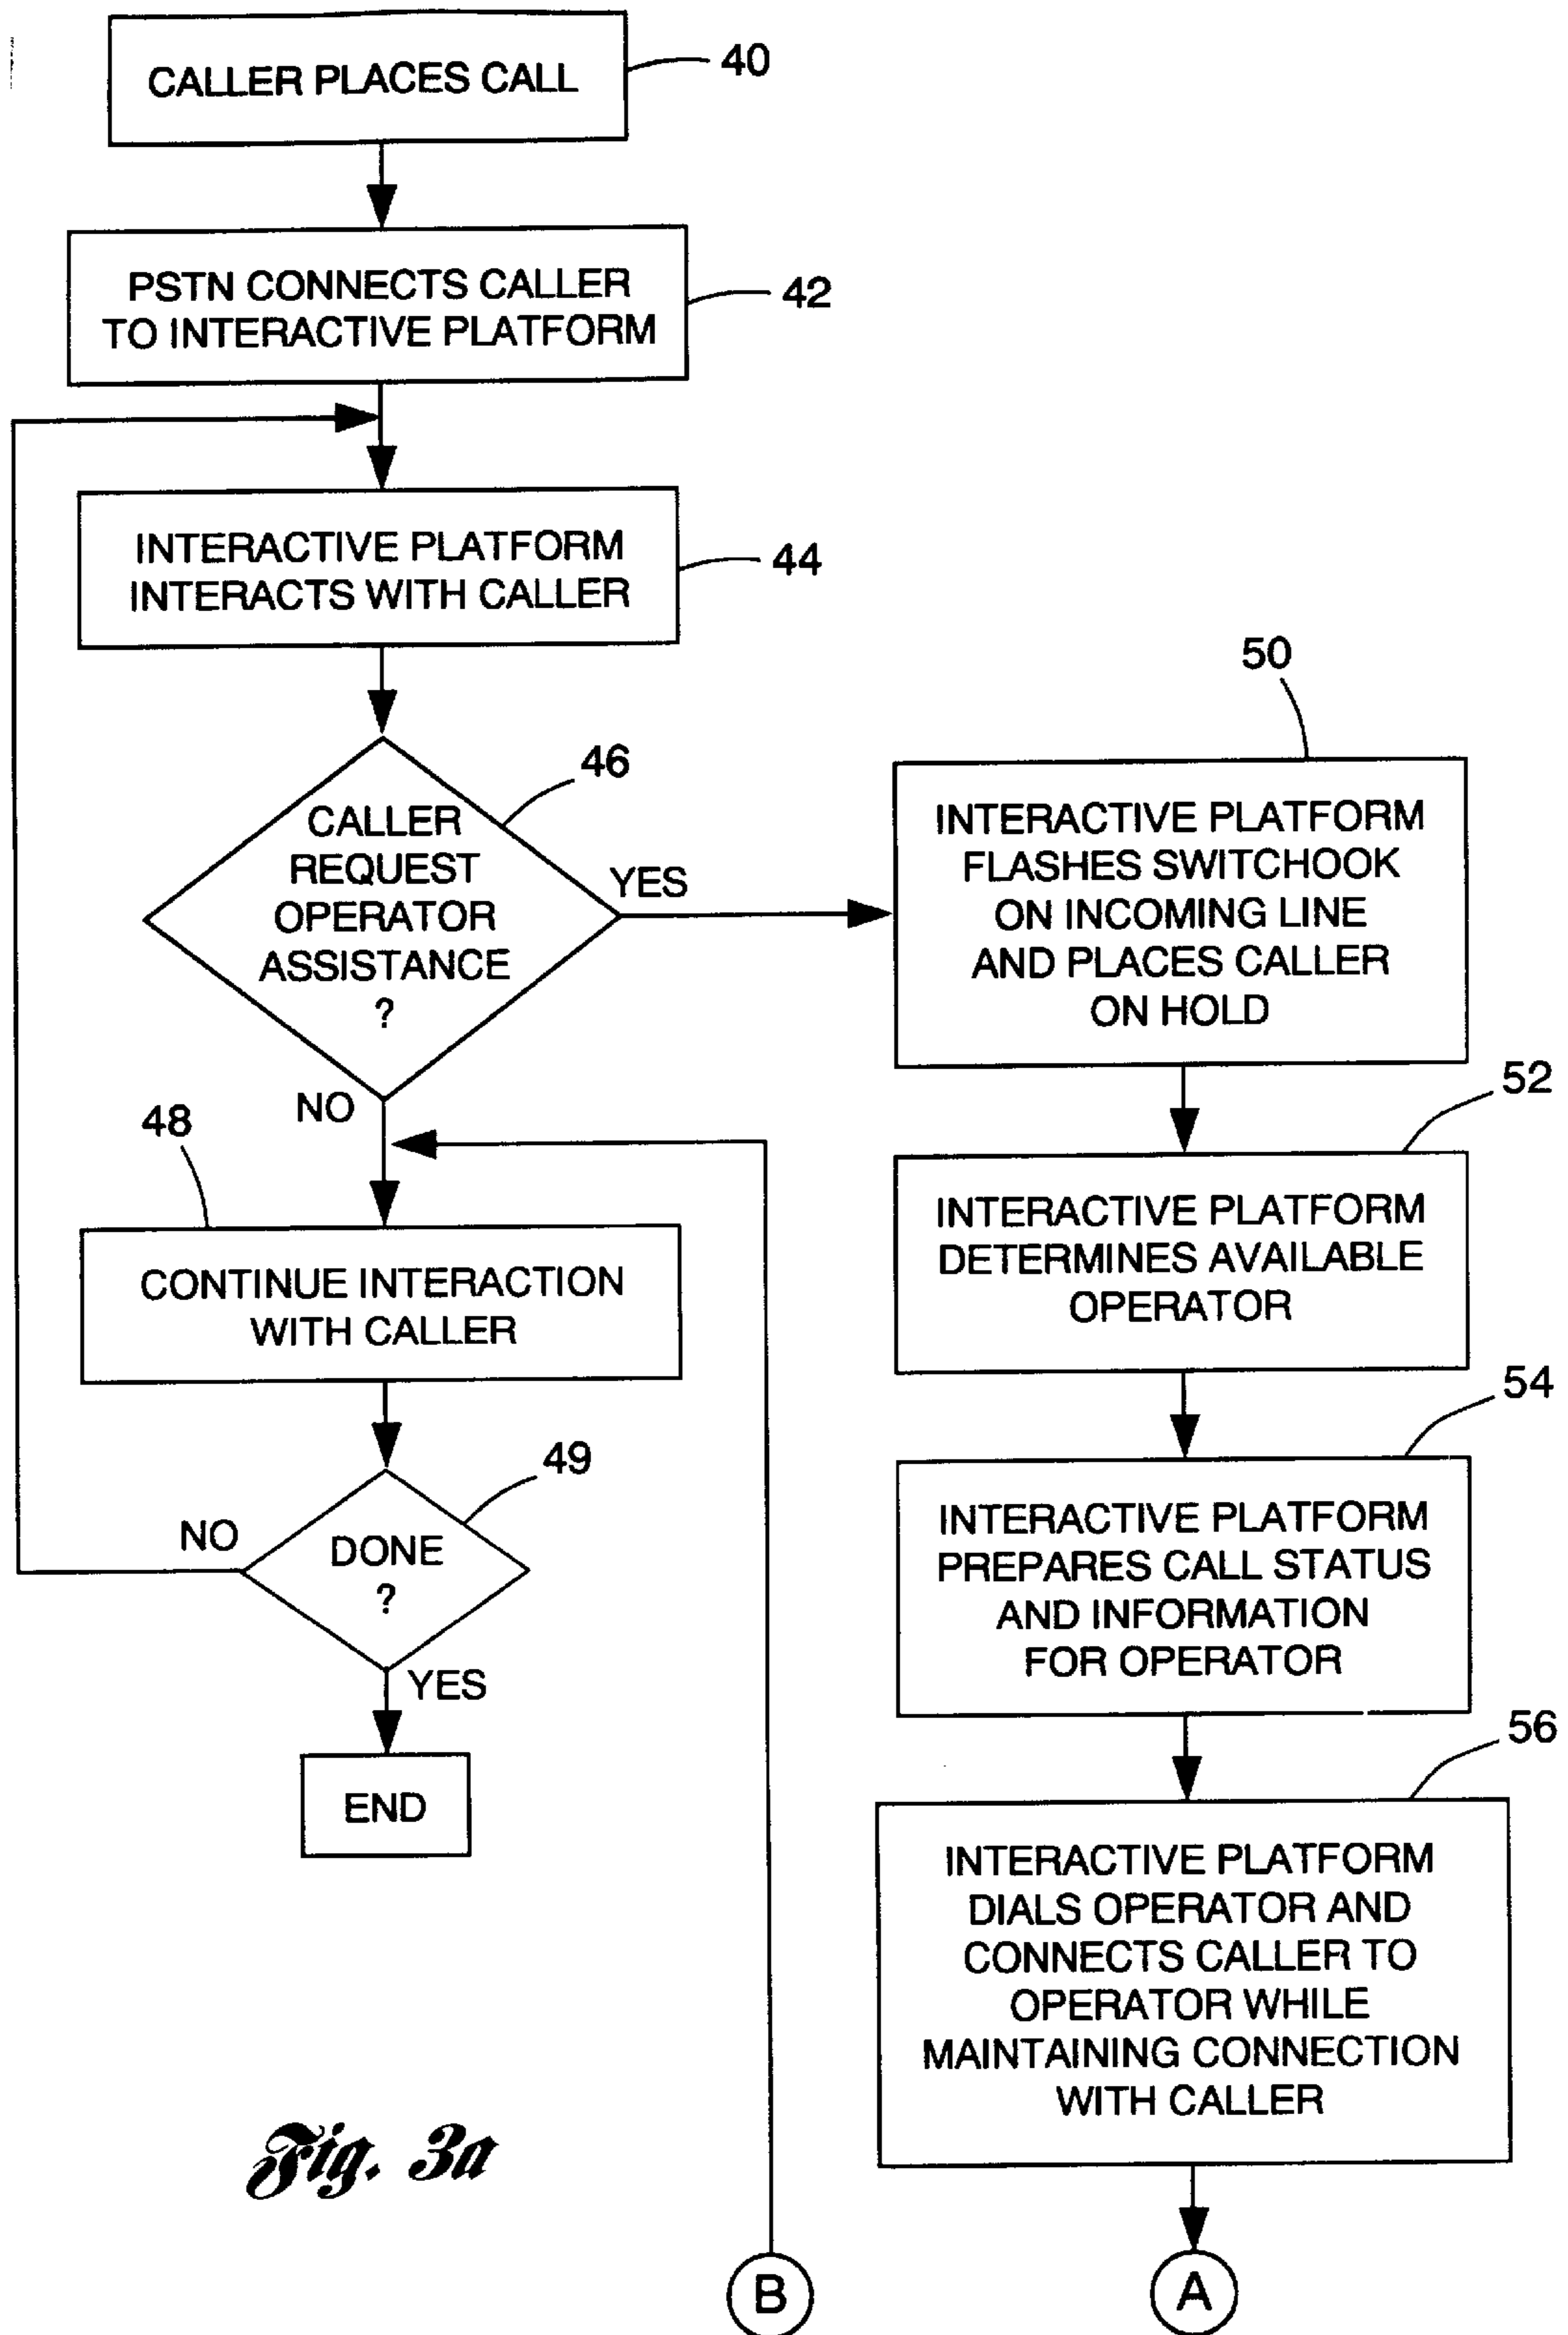 CALLER PLACES CALL
40
PSTN CONNECTS CALLER
TO INTERACTIVE PLATFORM
42
INTERACTIVE PLATFORM
INTERACTS WITH CALLER
44
CALLER
REQUEST
OPERATOR
ASSISTANCE
?
46
YES
NO
48
CONTINUE INTERACTION
WITH CALLER
DONE
?
49
NO
YES
END
50
INTERACTIVE PLATFORM
FLASHES SWITCHOOK
ON INCOMING LINE
AND PLACES CALLER
ON HOLD
52
INTERACTIVE PLATFORM
DETERMINES AVAILABLE
OPERATOR
54
INTERACTIVE PLATFORM
PREPARES CALL STATUS
AND INFORMATION
FOR OPERATOR
56
INTERACTIVE PLATFORM
DIALS OPERATOR AND
CONNECTS CALLER TO
OPERATOR WHILE
MAINTAINING CONNECTION
WITH CALLER
Fig. 3a
B
A